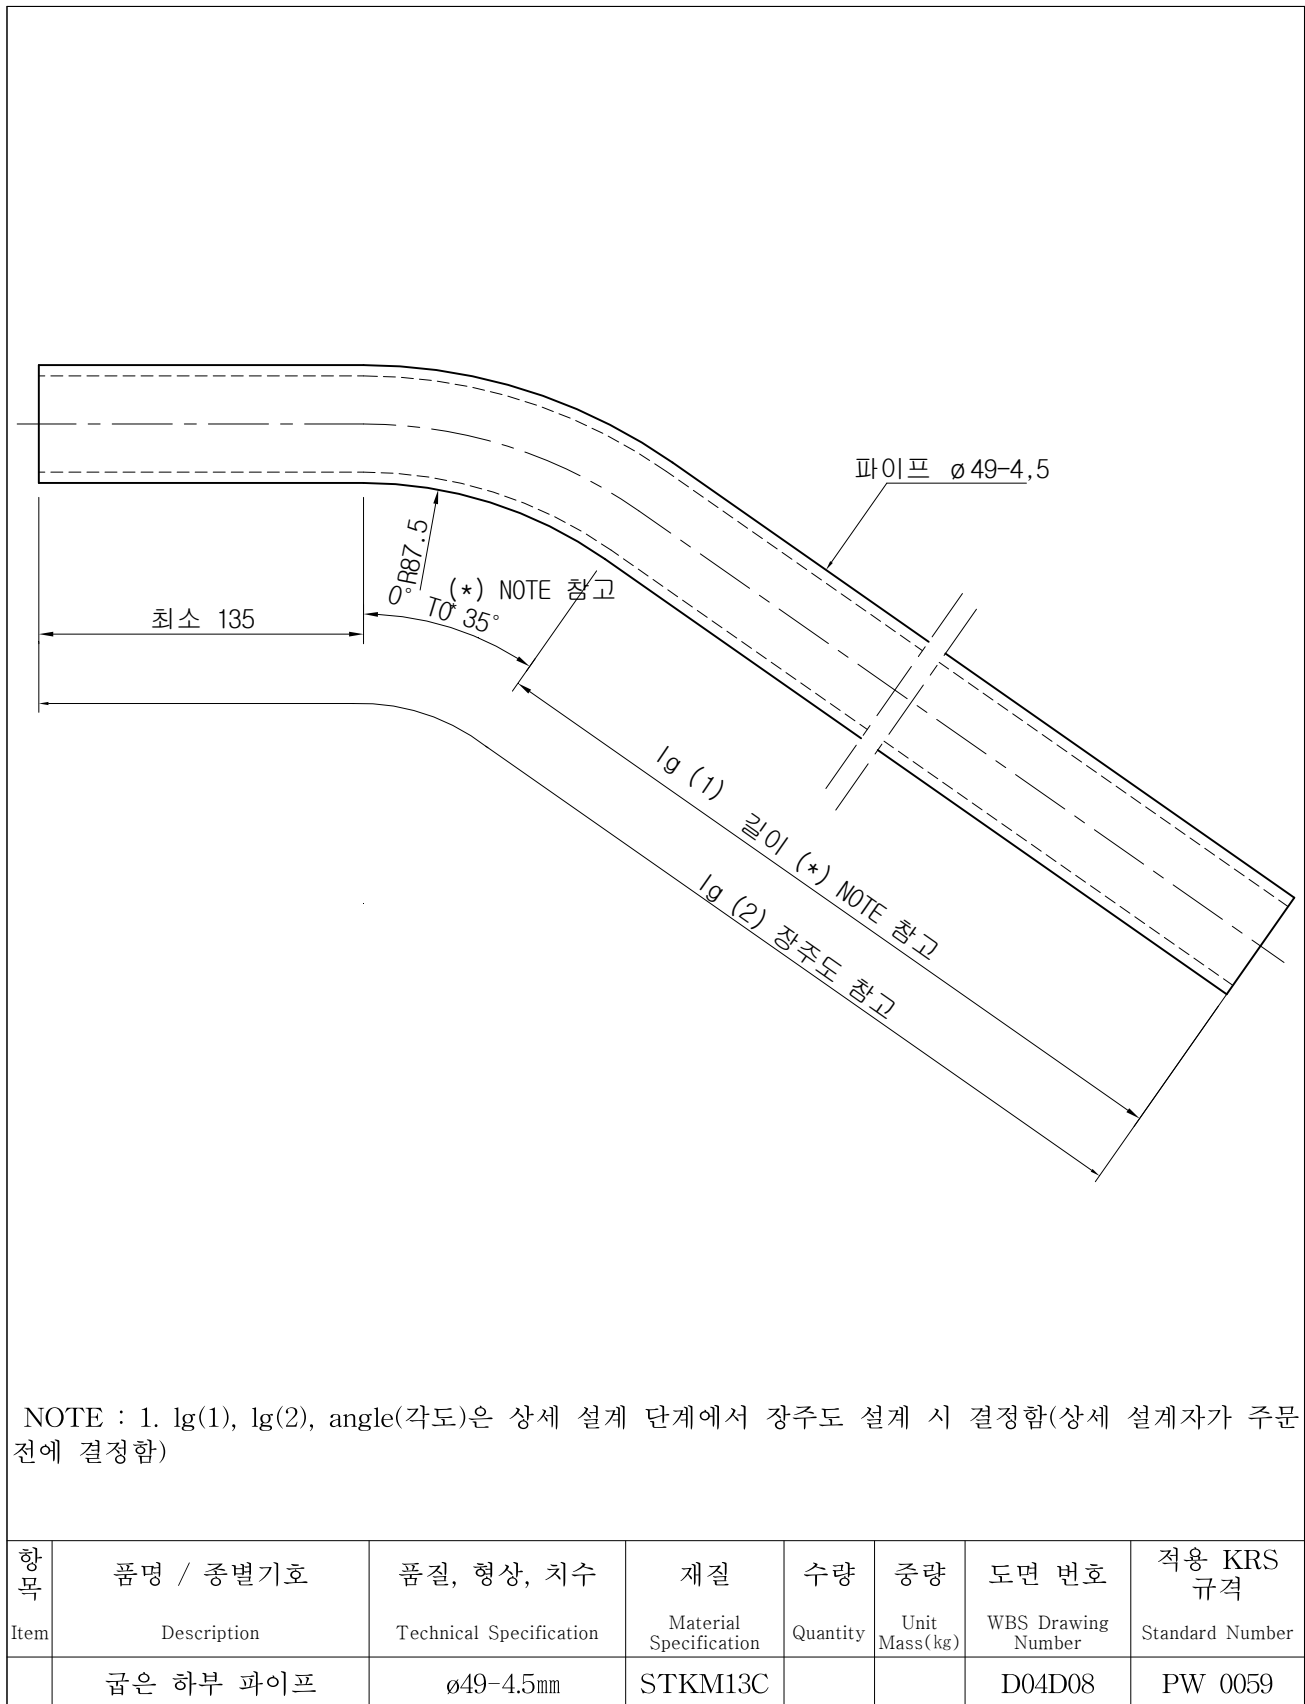 파이프 ø49-4,5
R87.5
(*) NOTE 참고
0° TO* 35°
최소 135
lg (1) 길이 (*) NOTE 참고
lg (2) 장주도 참고
NOTE : 1. lg(1), lg(2), angle(각도)은 상세 설계 단계에서 장주도 설계 시 결정함(상세 설계자가 주문
전에 결정함)
항목 품명 / 종별기호 품질, 형상, 치수 재질 수량 중량 도면 번호 적용 KRS 규격
Item Description Technical Specification Material Specification Quantity Unit Mass(kg) WBS Drawing Number Standard Number
굽은 하부 파이프 ø49-4.5㎜ STKM13C D04D08 PW 0059